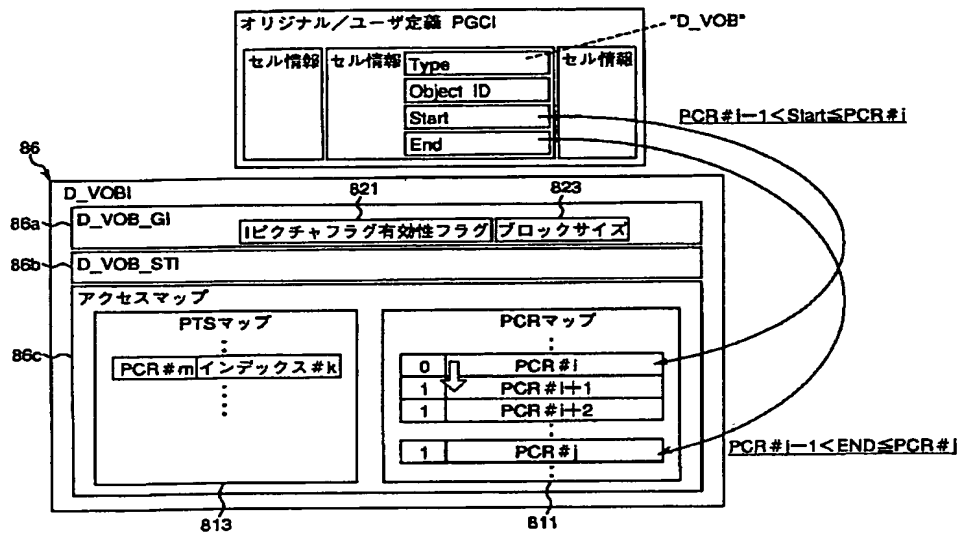 オリジナル／ユーザ定義 PGCI
"D_VOB"
セル情報
セル情報
Type
セル情報
Object ID
Start
End
PCR#i−1<Start≦PCR#i
86
D_VOBI
821
823
86a
D_VOB_GI
Iピクチャフラグ有効性フラグ
ブロックサイズ
86b
D_VOB_STI
アクセスマップ
86c
PTSマップ
PCR#m インデックス#k
PCRマップ
0 PCR#i
1 PCR#i+1
1 PCR#i+2
1 PCR#j
PCR#j−1<END≦PCR#j
813
811